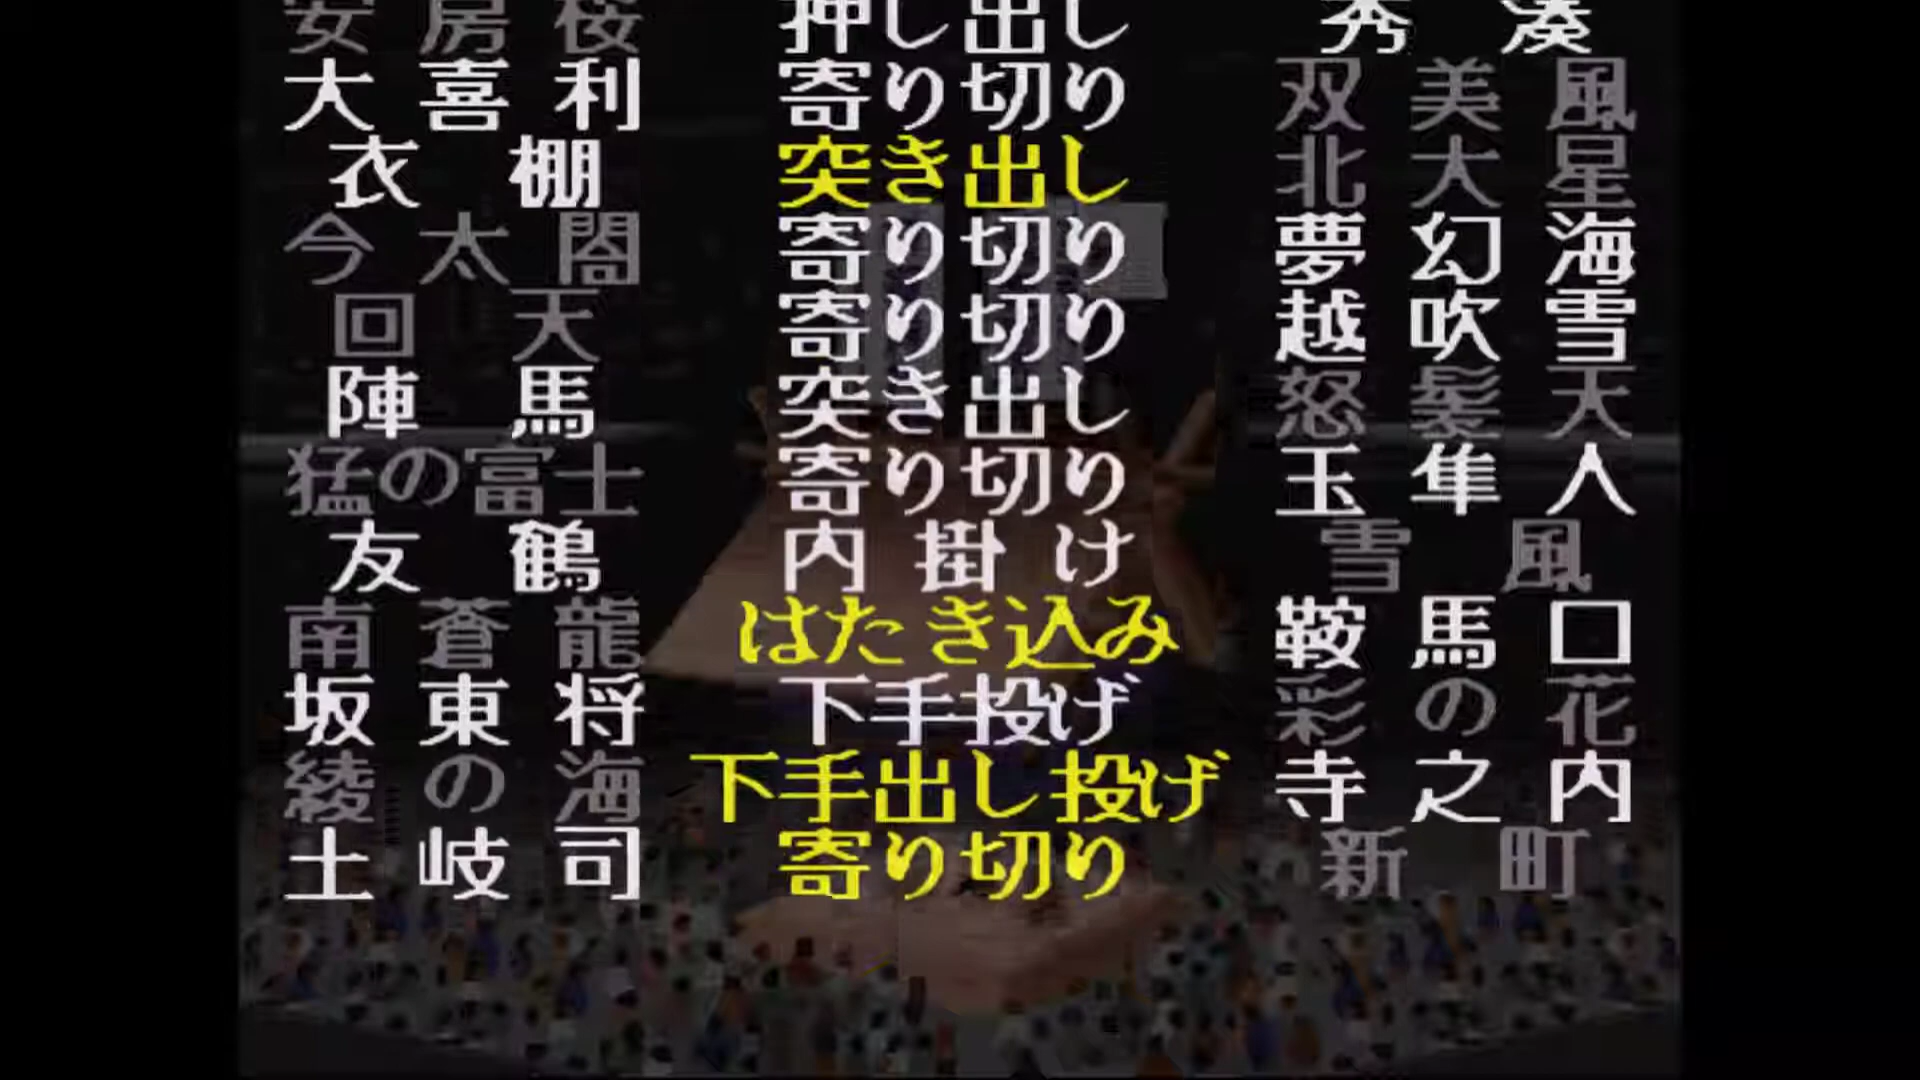 安房桜 押し出し 秀湊
大喜利 寄り切り 双美風
衣棚 突き出し 北大星
今太閤 寄り切り 夢幻海
回天 寄り切り 越吹雪
陣馬 突き出し 怒髪天
猛の富士 寄り切り 玉隼人
友鶴 内掛け 雪風
南蒼龍 はたき込み 鞍馬口
坂東将 下手投げ 彩の花
綾の海 下手出し投げ 寺之内
土岐司 寄り切り 新町